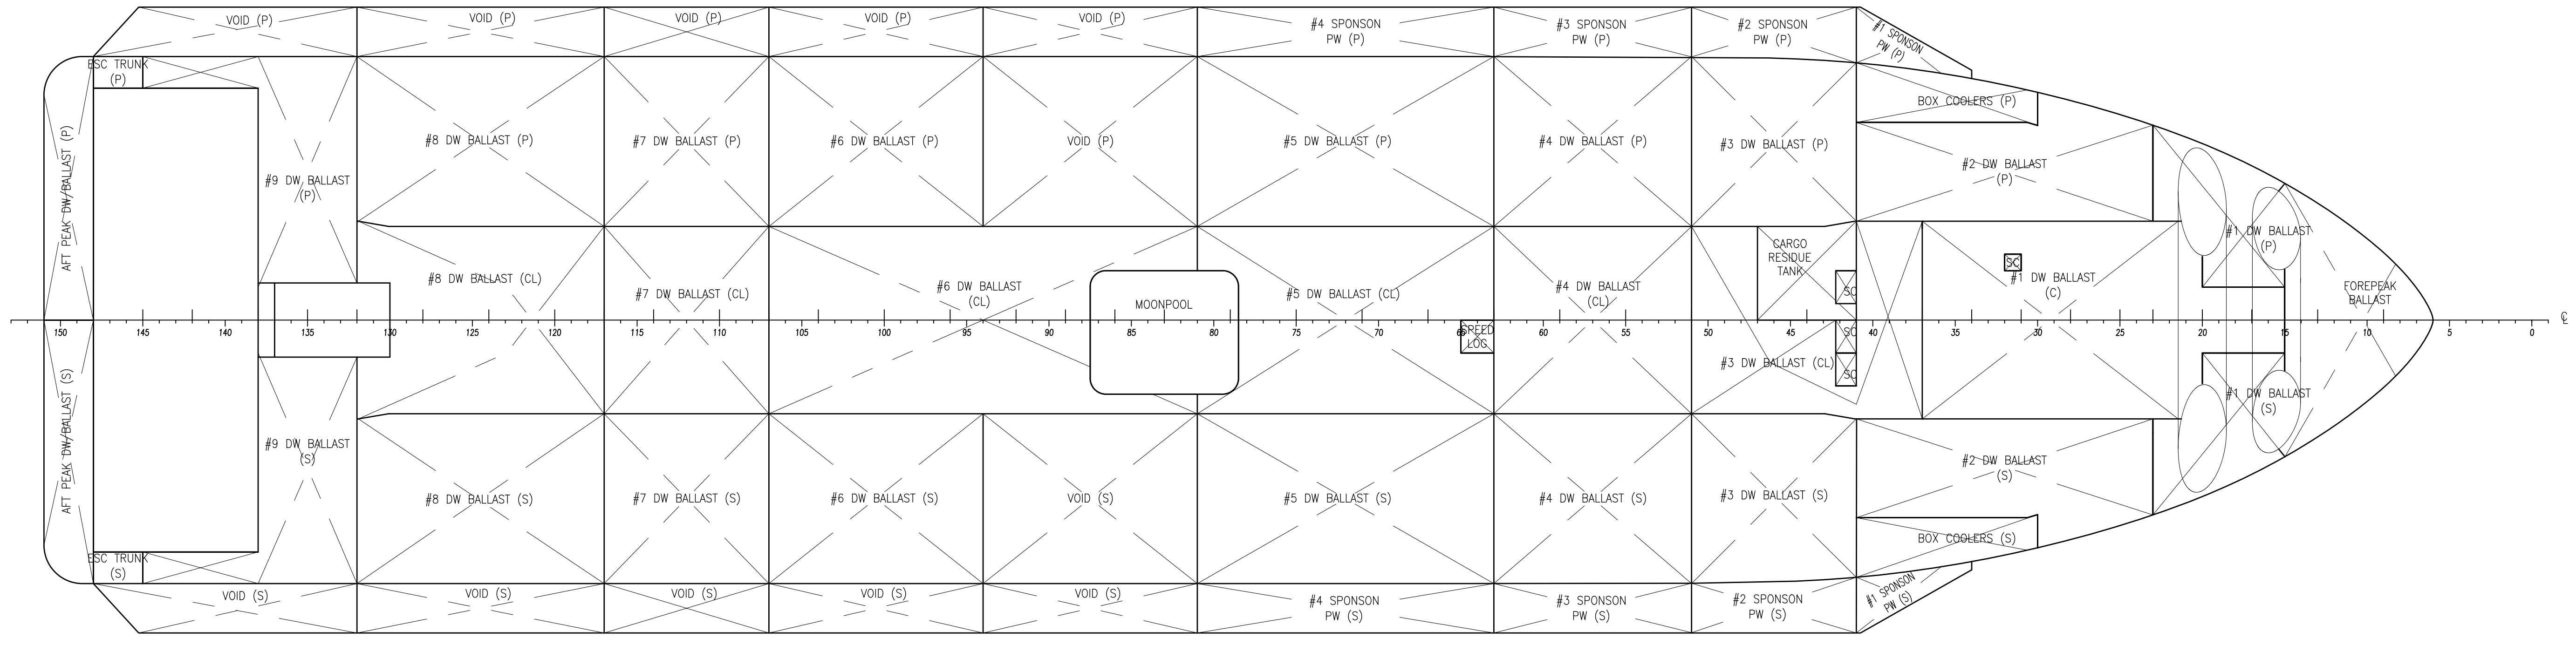 VOID (P)
VOID (P)
VOID (P)
VOID (P)
VOID (P)
#4 SPONSON
PW (P)
#3 SPONSON
PW (P)
#2 SPONSON
PW (P)
#1 SPONSON
PW (P)
ESC TRUNK
(P)
AFT PEAK DW/BALLAST (P)
#9 DW BALLAST
(P)
#8 DW BALLAST (P)
#7 DW BALLAST (P)
#6 DW BALLAST (P)
VOID (P)
#5 DW BALLAST (P)
#4 DW BALLAST (P)
#3 DW BALLAST (P)
BOX COOLERS (P)
#2 DW BALLAST
(P)
#1 DW BALLAST
(P)
#8 DW BALLAST (CL)
#7 DW BALLAST (CL)
#6 DW BALLAST
(CL)
MOONPOOL
#5 DW BALLAST (CL)
#4 DW BALLAST
(CL)
CARGO
RESIDUE
TANK
SC
SC
#1 DW BALLAST
(C)
FOREPEAK
BALLAST
150 145 140 135 130 125 120 115 110 105 100 95 90 85 80 75 70 65 60 55 50 45 40 35 30 25 20 15 10 5 0
SPEED
LOG
SC
#3 DW BALLAST (CL)
SC
AFT PEAK DW/BALLAST (S)
#9 DW BALLAST
(S)
#8 DW BALLAST (S)
#7 DW BALLAST (S)
#6 DW BALLAST (S)
VOID (S)
#5 DW BALLAST (S)
#4 DW BALLAST (S)
#3 DW BALLAST (S)
#2 DW BALLAST
(S)
#1 DW BALLAST
(S)
BOX COOLERS (S)
ESC TRUNK
(S)
VOID (S)
VOID (S)
VOID (S)
VOID (S)
VOID (S)
#4 SPONSON
PW (S)
#3 SPONSON
PW (S)
#2 SPONSON
PW (S)
#1 SPONSON
PW (S)